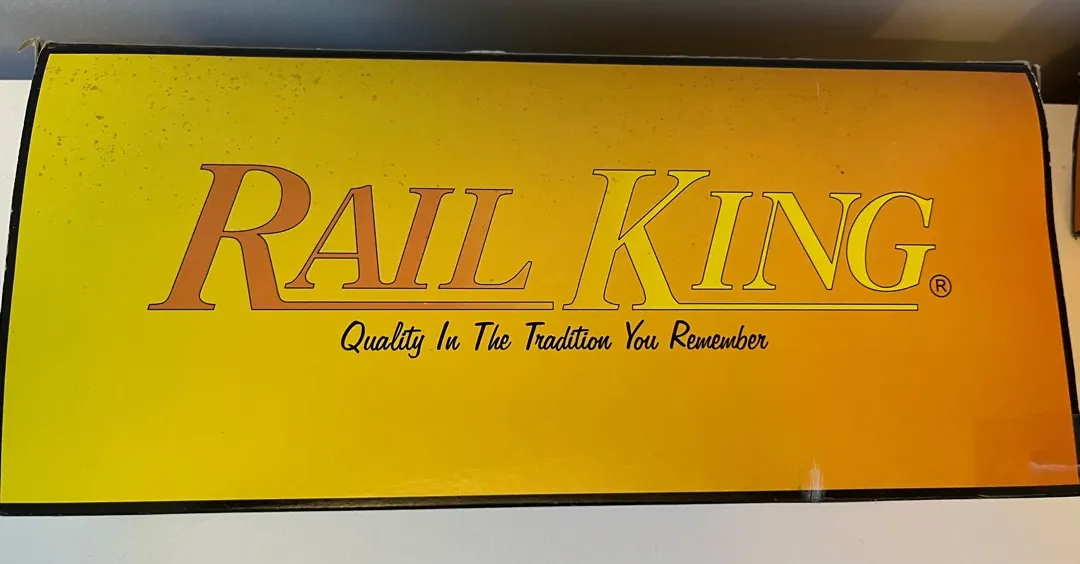 RAIL KING®
Quality In The Tradition You Remember